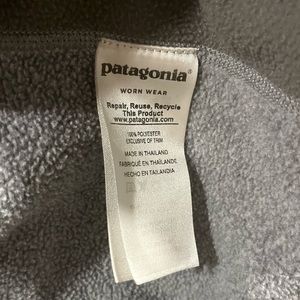 patagonia®
WORN WEAR
Repair, Reuse, Recycle
This Product
www.patagonia.com
100% POLYESTER
EXCLUSIVE OF TRIM
MADE IN THAILAND
FABRIQUÉ EN THAÏLANDE
HECHO EN TAILANDIA